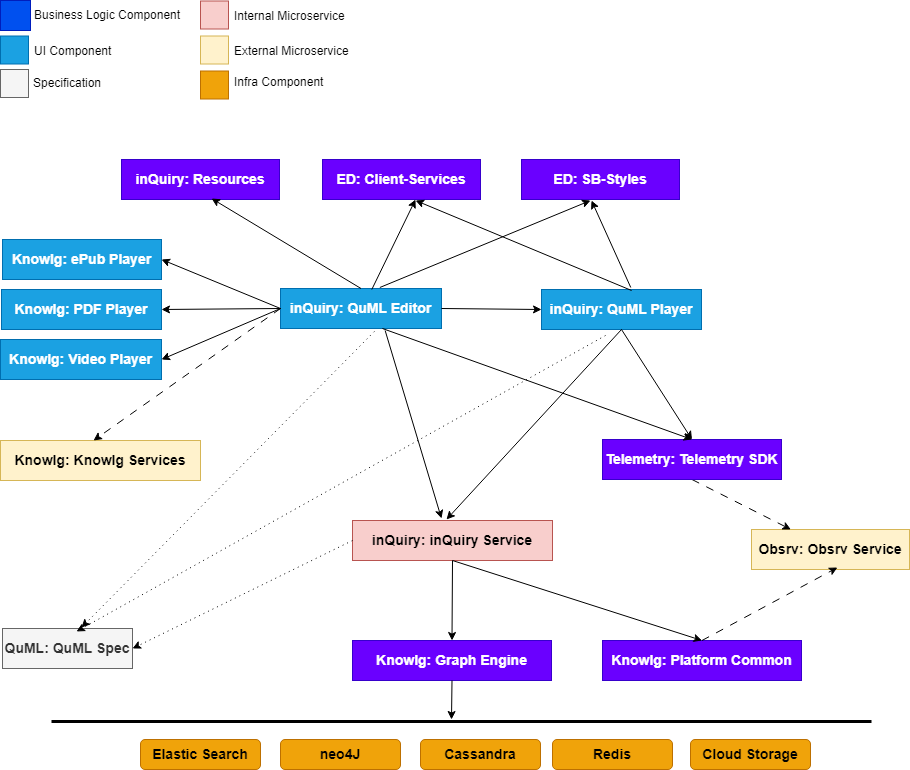 Business Logic Component
Internal Microservice
UI Component
External Microservice
Specification
Infra Component
inQuiry: Resources
ED: Client-Services
ED: SB-Styles
Knowlg: ePub Player
Knowlg: PDF Player
inQuiry: QuML Editor
inQuiry: QuML Player
Knowlg: Video Player
Knowlg: Knowlg Services
Telemetry: Telemetry SDK
inQuiry: inQuiry Service
Obsrv: Obsrv Service
QuML: QuML Spec
Knowlg: Graph Engine
Knowlg: Platform Common
Elastic Search
neo4J
Cassandra
Redis
Cloud Storage